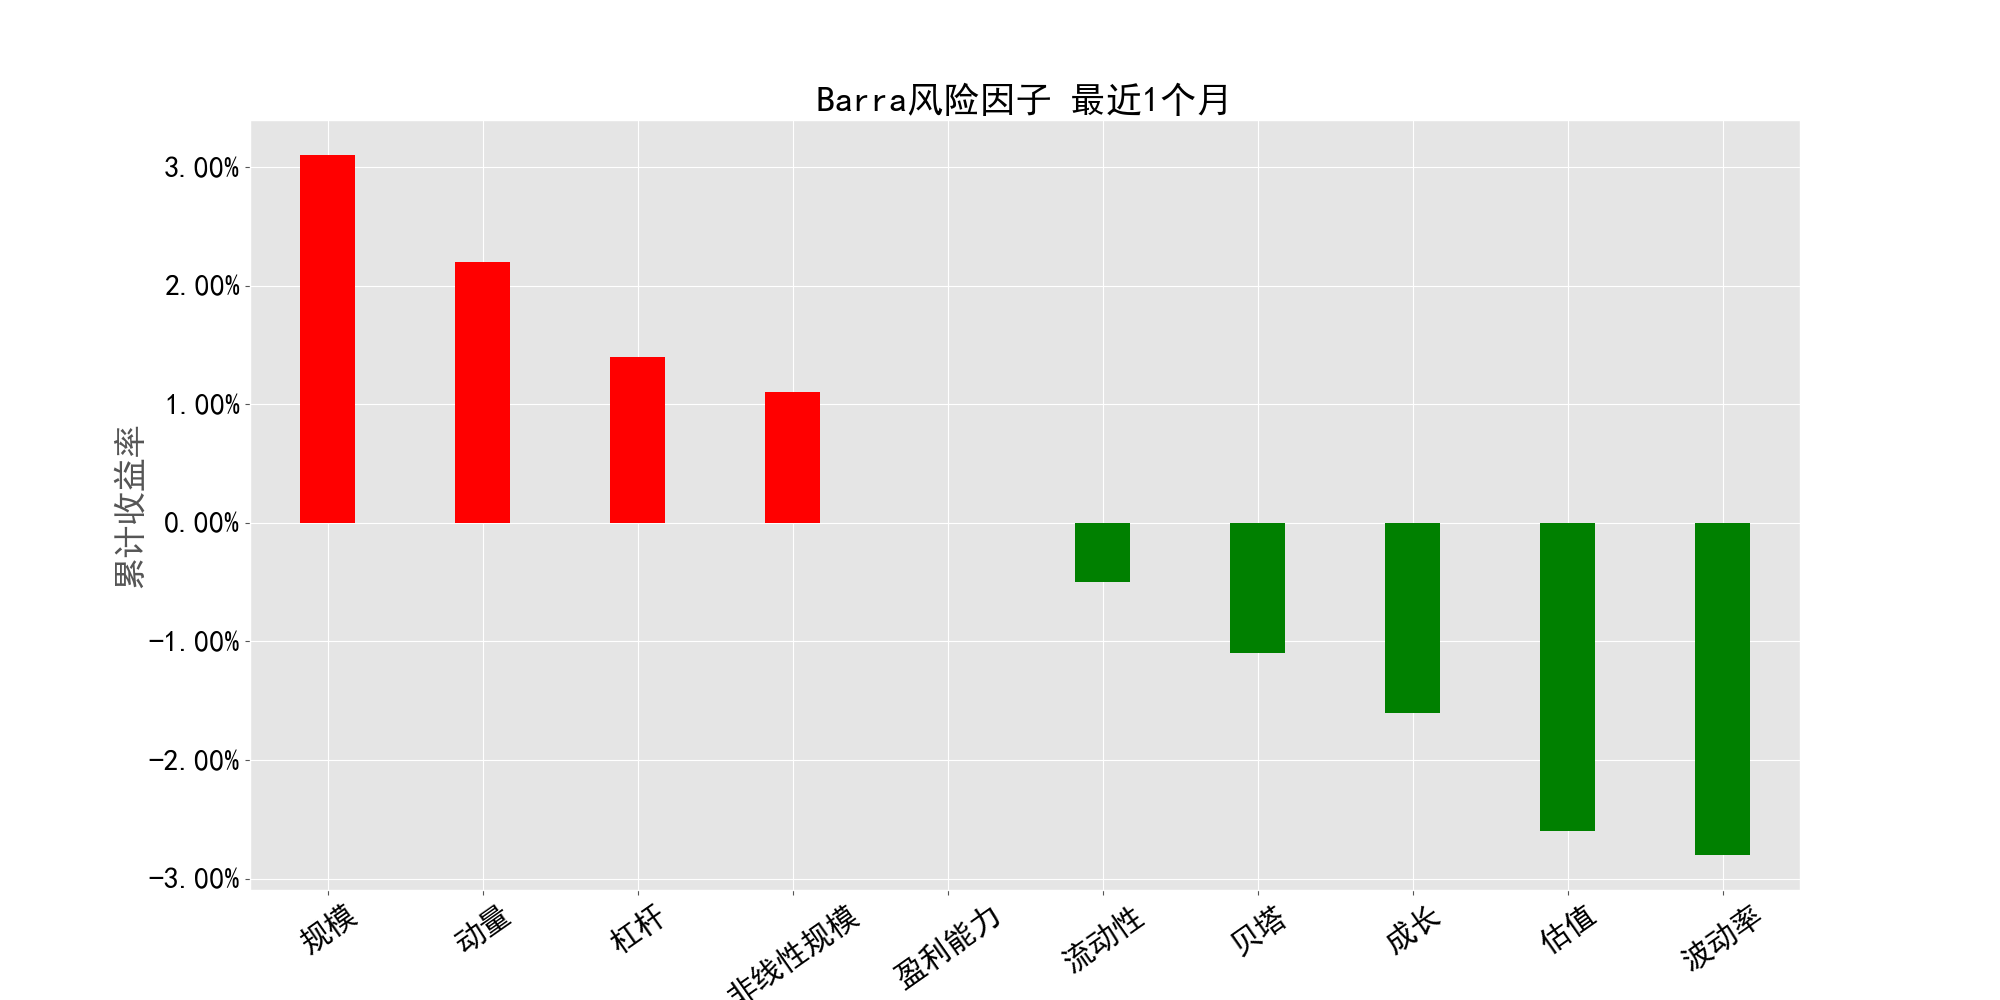 Barra风险因子 最近1个月
累计收益率
3.00%
2.00%
1.00%
0.00%
-1.00%
-2.00%
-3.00%
规模
动量
杠杆
非线性规模
盈利能力
流动性
贝塔
成长
估值
波动率